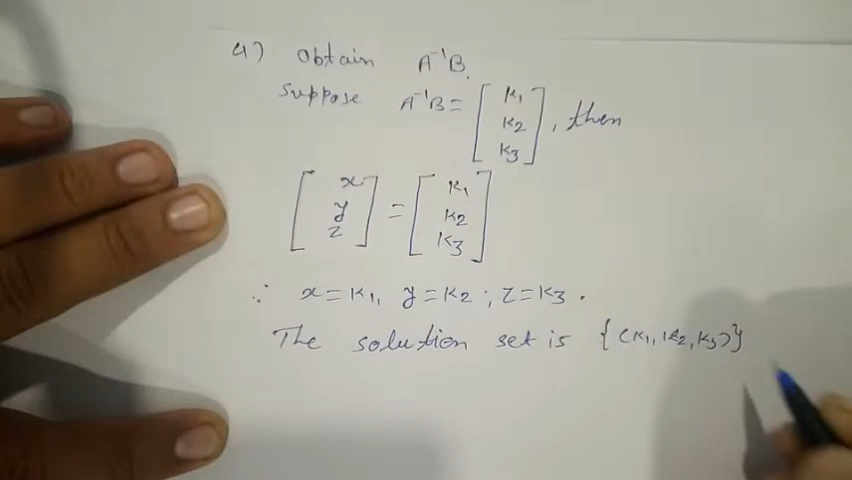 4) Obtain A⁻¹B.
Suppose A⁻¹B = [ K₁ K₂ K₃ ], then
[ x y z ] = [ K₁ K₂ K₃ ]
∵ x = K₁, y = K₂ ; z = K₃ .
The solution set is {(K₁, K₂, K₃)}